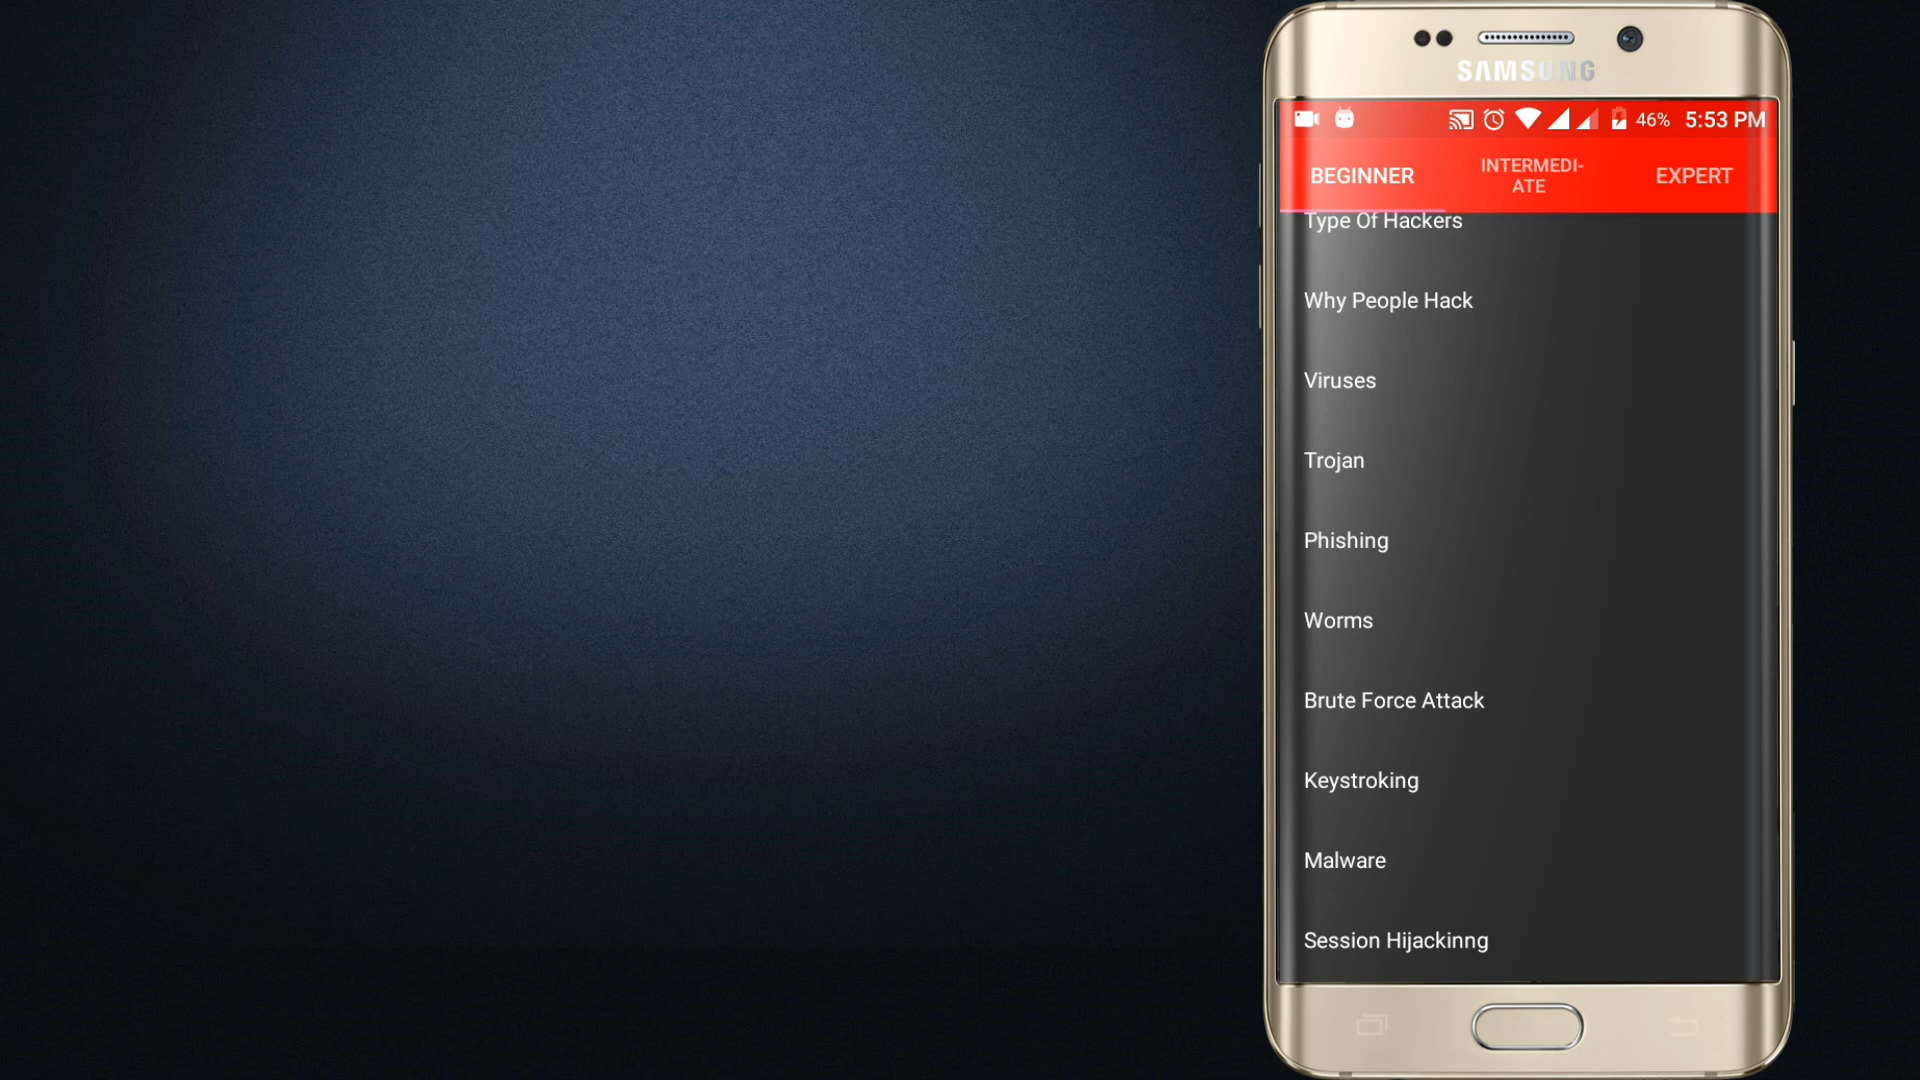 SAMSUNG
46% 5:53 PM
BEGINNER
INTERMEDI-
ATE
EXPERT
Type Of Hackers
Why People Hack
Viruses
Trojan
Phishing
Worms
Brute Force Attack
Keystroking
Malware
Session Hijackinng